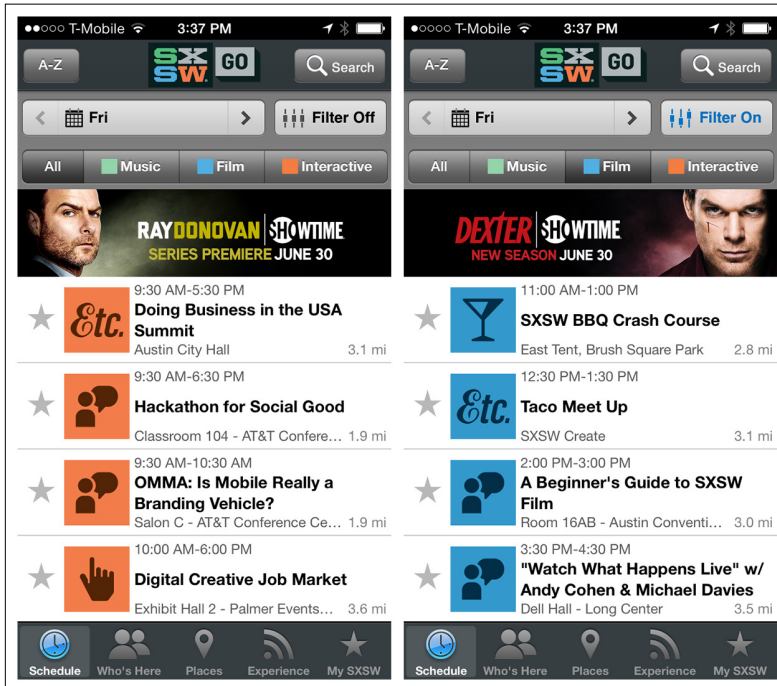 T-Mobile 3:37 PM
A-Z SXSW. GO Search
Fri Filter Off
All Music Film Interactive
RAY DONOVAN SHOWTIME
SERIES PREMIERE JUNE 30
9:30 AM-5:30 PM
Etc. Doing Business in the USA
Summit
Austin City Hall 3.1 mi
9:30 AM-6:30 PM
Hackathon for Social Good
Classroom 104 - AT&T Confere... 1.9 mi
9:30 AM-10:30 AM
OMMA: Is Mobile Really a
Branding Vehicle?
Salon C - AT&T Conference Ce... 1.9 mi
10:00 AM-6:00 PM
Digital Creative Job Market
Exhibit Hall 2 - Palmer Events... 3.6 mi
Schedule Who's Here Places Experience My SXSW
T-Mobile 3:37 PM
A-Z SXSW. GO Search
Fri Filter On
All Music Film Interactive
DEXTER SHOWTIME
NEW SEASON JUNE 30
11:00 AM-1:00 PM
SXSW BBQ Crash Course
East Tent, Brush Square Park 2.8 mi
12:30 PM-1:30 PM
Etc. Taco Meet Up
SXSW Create 3.1 mi
2:00 PM-3:00 PM
A Beginner's Guide to SXSW
Film
Room 16AB - Austin Conventi... 3.0 mi
3:30 PM-4:30 PM
"Watch What Happens Live" w/
Andy Cohen & Michael Davies
Dell Hall - Long Center 3.5 mi
Schedule Who's Here Places Experience My SXSW